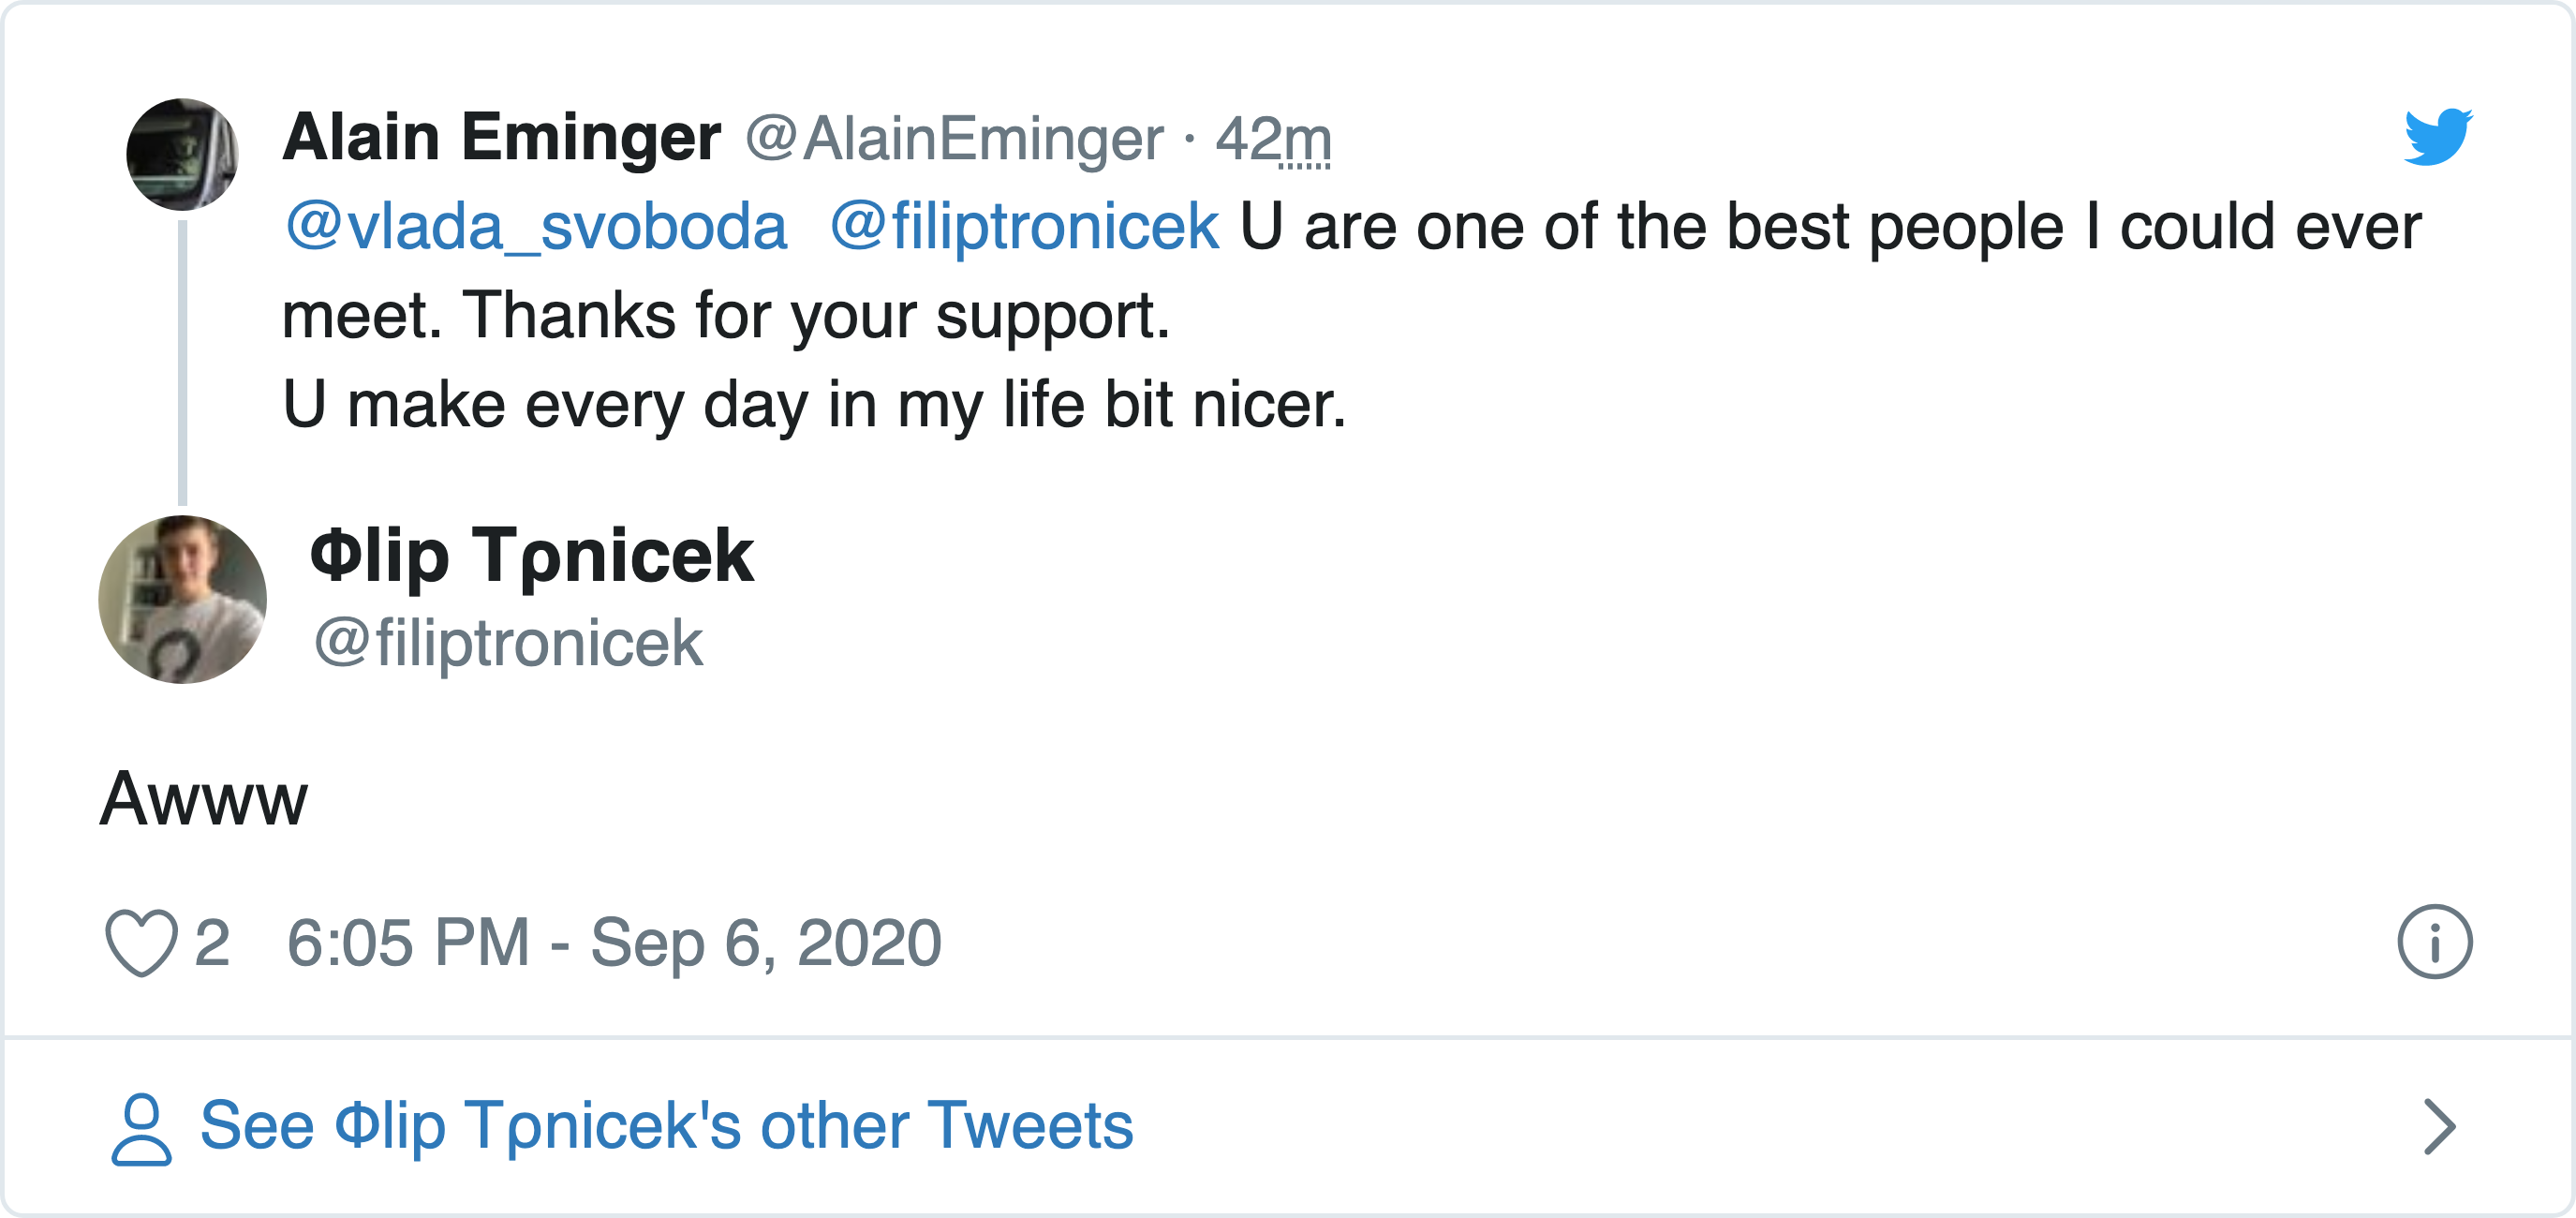 Alain Eminger @AlainEminger · 42m
@vlada_svoboda @filiptronicek U are one of the best people I could ever
meet. Thanks for your support.
U make every day in my life bit nicer.
Φlip Tρnicek
@filiptronicek
Awww
2 6:05 PM - Sep 6, 2020
See Φlip Tρnicek's other Tweets